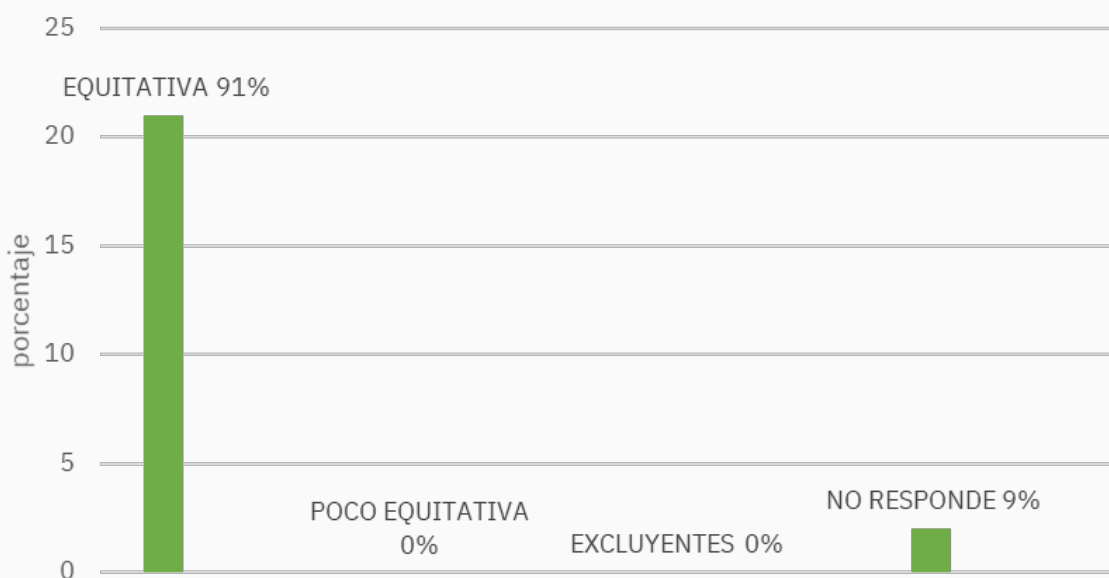 25
EQUITATIVA 91%
20
15
porcentaje
10
5
POCO EQUITATIVA
0%
EXCLUYENTES 0%
NO RESPONDE 9%
0